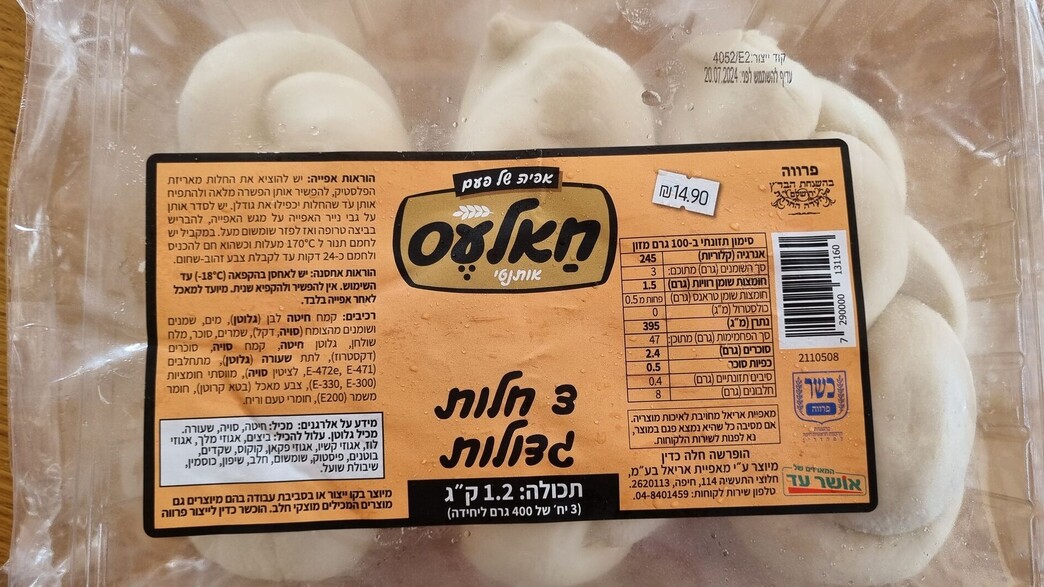 קוד ייצור:4052/E2
עדיף להשתמש לפני: 20.07.2024
הוראות אפייה: יש להוציא את החלות מאריזת
הפלסטיק, להפשיר אותן הפשרה מלאה ולהתפיח
אותן עד שהחלות יכפילו את גודלן. יש לסדר אותן
על גבי נייר האפייה על מגש האפייה, להבריש
בביצה טרופה ואז לפזר שומשום מעל. במקביל יש
לחמם תנור ל 170°C מעלות וכשהוא חם להכניס
ולחמם כ-24 דקות עד לקבלת צבע זהוב-שחום.
הוראות אחסנה: יש לאחסן בהקפאה (18°C-) עד
השימוש. אין להפשיר ולהקפיא שנית. מיועד למאכל
לאחר אפייה בלבד.
רכיבים: קמח חיטה לבן (גלוטן), מים, שמנים
ושומנים מהצומח (סויה, דקל), שמרים, סוכר, מלח
שולחן, גלוטן חיטה, קמח סויה, סוכרים
(דקסטרוז), לתת שעורה (גלוטן), מתחלבים
(E-472e, E-471, לציטין סויה), מווסתי חומציות
(E-330, E-300), צבע מאכל (בטא קרוטן), חומר
משמר (E200), חומרי טעם וריח.
מידע על אלרגנים: מכיל: חיטה, סויה, שעורה.
מכיל גלוטן. עלול להכיל: ביצים, אגוזי מלך, אגוזי
לוז, אגוזי קשיו, אגוזי פקאן, קוקוס, שקדים,
בוטנים, פיסטוק, שומשום, חלב, שיפון, כוסמין,
שיבולת שועל.
מיוצר בקו ייצור או בסביבת עבודה בהם מיוצרים גם
מוצרים המכילים מוצקי חלב. הוכשר כדין לייצור פרווה
אפיה של פעם
חאלעס
אותנטי
3 חלות
גדולות
תכולה: 1.2 ק"ג
(3 יח' של 400 גרם ליחידה)
₪14.90
פרווה
בהשגחת הבד"ץ
סימון תזונתי ב-100 גרם מזון
אנרגיה (קלוריות) 245
סך השומנים (גרם) מתוכם: 3
חומצות שומן רוויות (גרם) 1.5
חומצות שומן טראנס (גרם) פחות מ 0.5
כולסטרול (מ"ג) 0
נתרן (מ"ג) 395
סך הפחמימות (גרם) מתוכן: 47
סוכרים (גרם) 2.4
כפיות סוכר 0.5
סיבים תזונתיים (גרם) 0.4
חלבונים (גרם) 8
מאפיית אריאל מחויבת לאיכות מוצריה.
אם מסיבה כל שהיא נמצא פגם במוצר,
נא לפנות לשירות הלקוחות.
הופרשה חלה כדין
מיוצר ע"י מאפיית אריאל בע"מ,
חלוצי התעשיה 114, חיפה, 2620113.
טלפון שירות לקוחות: 04-8401459
7 290000 131160
2110508
כשר
פרווה
המארזים של
אושר עד